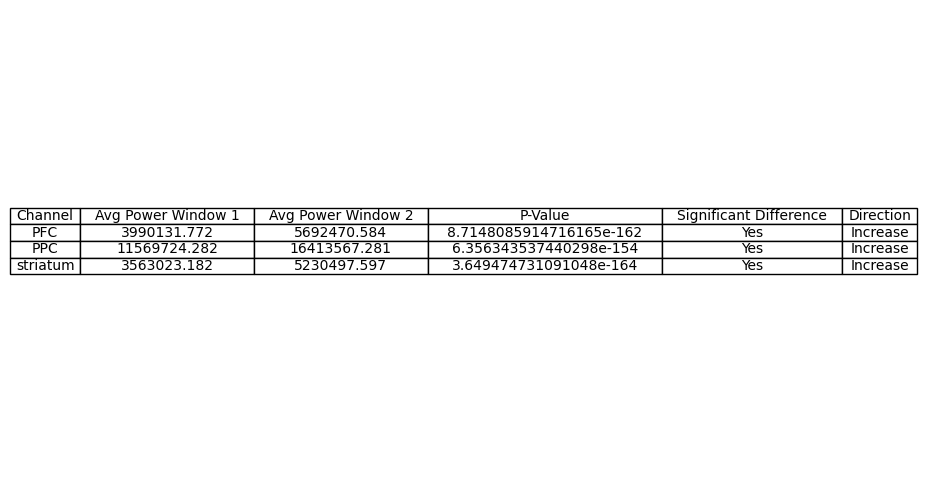 Channel Avg Power Window 1 Avg Power Window 2 P-Value Significant Difference Direction
PFC 3990131.772 5692470.584 8.7148085914716165e-162 Yes Increase
PPC 11569724.282 16413567.281 6.356343537440298e-154 Yes Increase
striatum 3563023.182 5230497.597 3.649474731091048e-164 Yes Increase